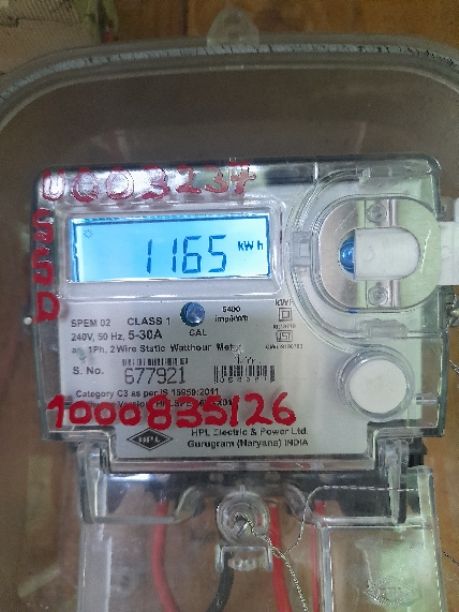 U0003237
1165 kWh
SPEM 02 CLASS 1
240V, 50 Hz, 5-30A
CAL
6400
imp/kWh
1Ph, 2 Wire Static Watthour Meter
S. No. 677921
Category C3 as per IS 15959:2011
1000835126
HPL
HPL Electric & Power Ltd.
Gurugram (Haryana) INDIA